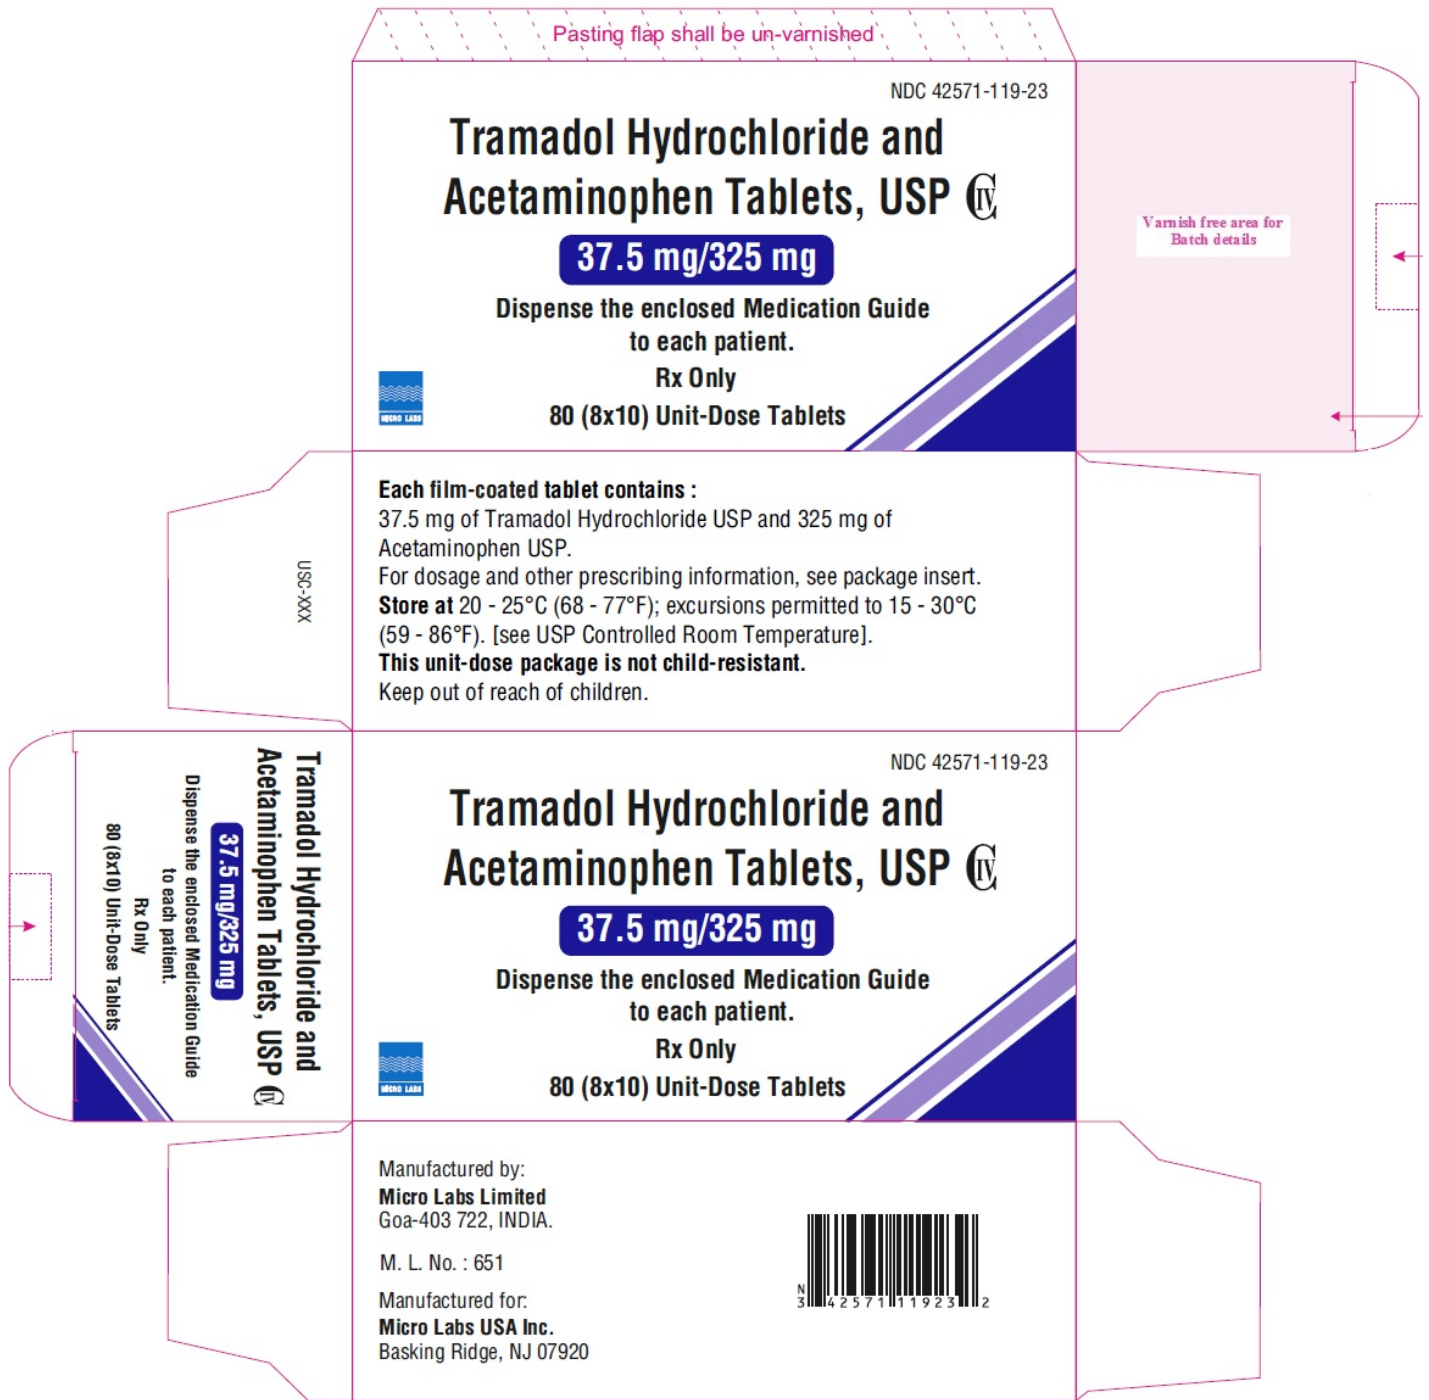 Pasting flap shall be un-varnished
NDC 42571-119-23
Tramadol Hydrochloride and
Acetaminophen Tablets, USP CIV
37.5 mg/325 mg
Dispense the enclosed Medication Guide
to each patient.
Rx Only
80 (8x10) Unit-Dose Tablets
MICRO LABS
Varnish free area for
Batch details
Each film-coated tablet contains :
37.5 mg of Tramadol Hydrochloride USP and 325 mg of
Acetaminophen USP.
For dosage and other prescribing information, see package insert.
Store at 20 - 25°C (68 - 77°F); excursions permitted to 15 - 30°C
(59 - 86°F). [see USP Controlled Room Temperature].
This unit-dose package is not child-resistant.
Keep out of reach of children.
USC-XXX
Tramadol Hydrochloride and
Acetaminophen Tablets, USP CIV
37.5 mg/325 mg
Dispense the enclosed Medication Guide
to each patient.
Rx Only
80 (8x10) Unit-Dose Tablets
NDC 42571-119-23
Tramadol Hydrochloride and
Acetaminophen Tablets, USP CIV
37.5 mg/325 mg
Dispense the enclosed Medication Guide
to each patient.
Rx Only
80 (8x10) Unit-Dose Tablets
MICRO LABS
Manufactured by:
Micro Labs Limited
Goa-403 722, INDIA.
M. L. No. : 651
Manufactured for:
Micro Labs USA Inc.
Basking Ridge, NJ 07920
N
3 42571 11923 2